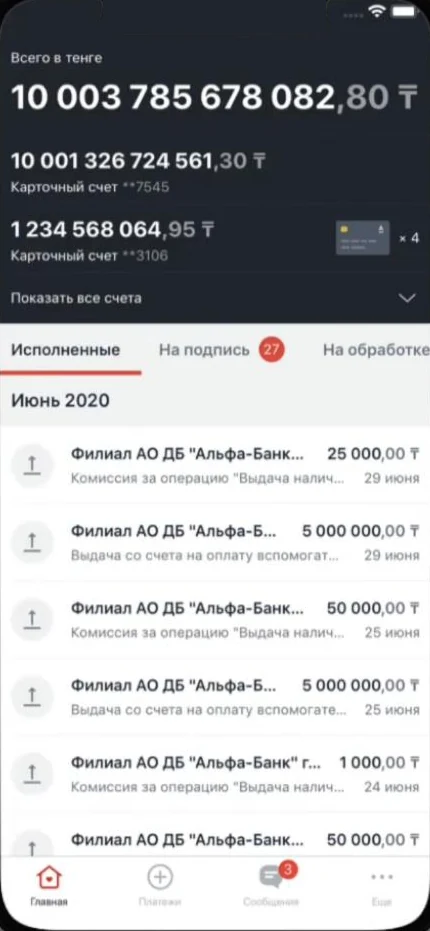 Всего в тенге
10 003 785 678 082,80 ₸
10 001 326 724 561,30 ₸
Карточный счет **7545
1 234 568 064,95 ₸
Карточный счет **3106
× 4
Показать все счета
Исполненные На подпись 27 На обработке
Июнь 2020
Филиал АО ДБ "Альфа-Банк... 25 000,00 ₸
Комиссия за операцию "Выдача налич... 29 июня
Филиал АО ДБ "Альфа-Б... 5 000 000,00 ₸
Выдача со счета на оплату вспомогат... 29 июня
Филиал АО ДБ "Альфа-Банк... 50 000,00 ₸
Комиссия за операцию "Выдача налич... 25 июня
Филиал АО ДБ "Альфа-Б... 5 000 000,00 ₸
Выдача со счета на оплату вспомогате... 25 июня
Филиал АО ДБ "Альфа-Банк" г... 1 000,00 ₸
Комиссия за операцию "Выдача налич... 24 июня
Филиал АО ДБ "Альфа-Банк... 50 000,00 ₸
3
Главная Платежи Сообщения Еще